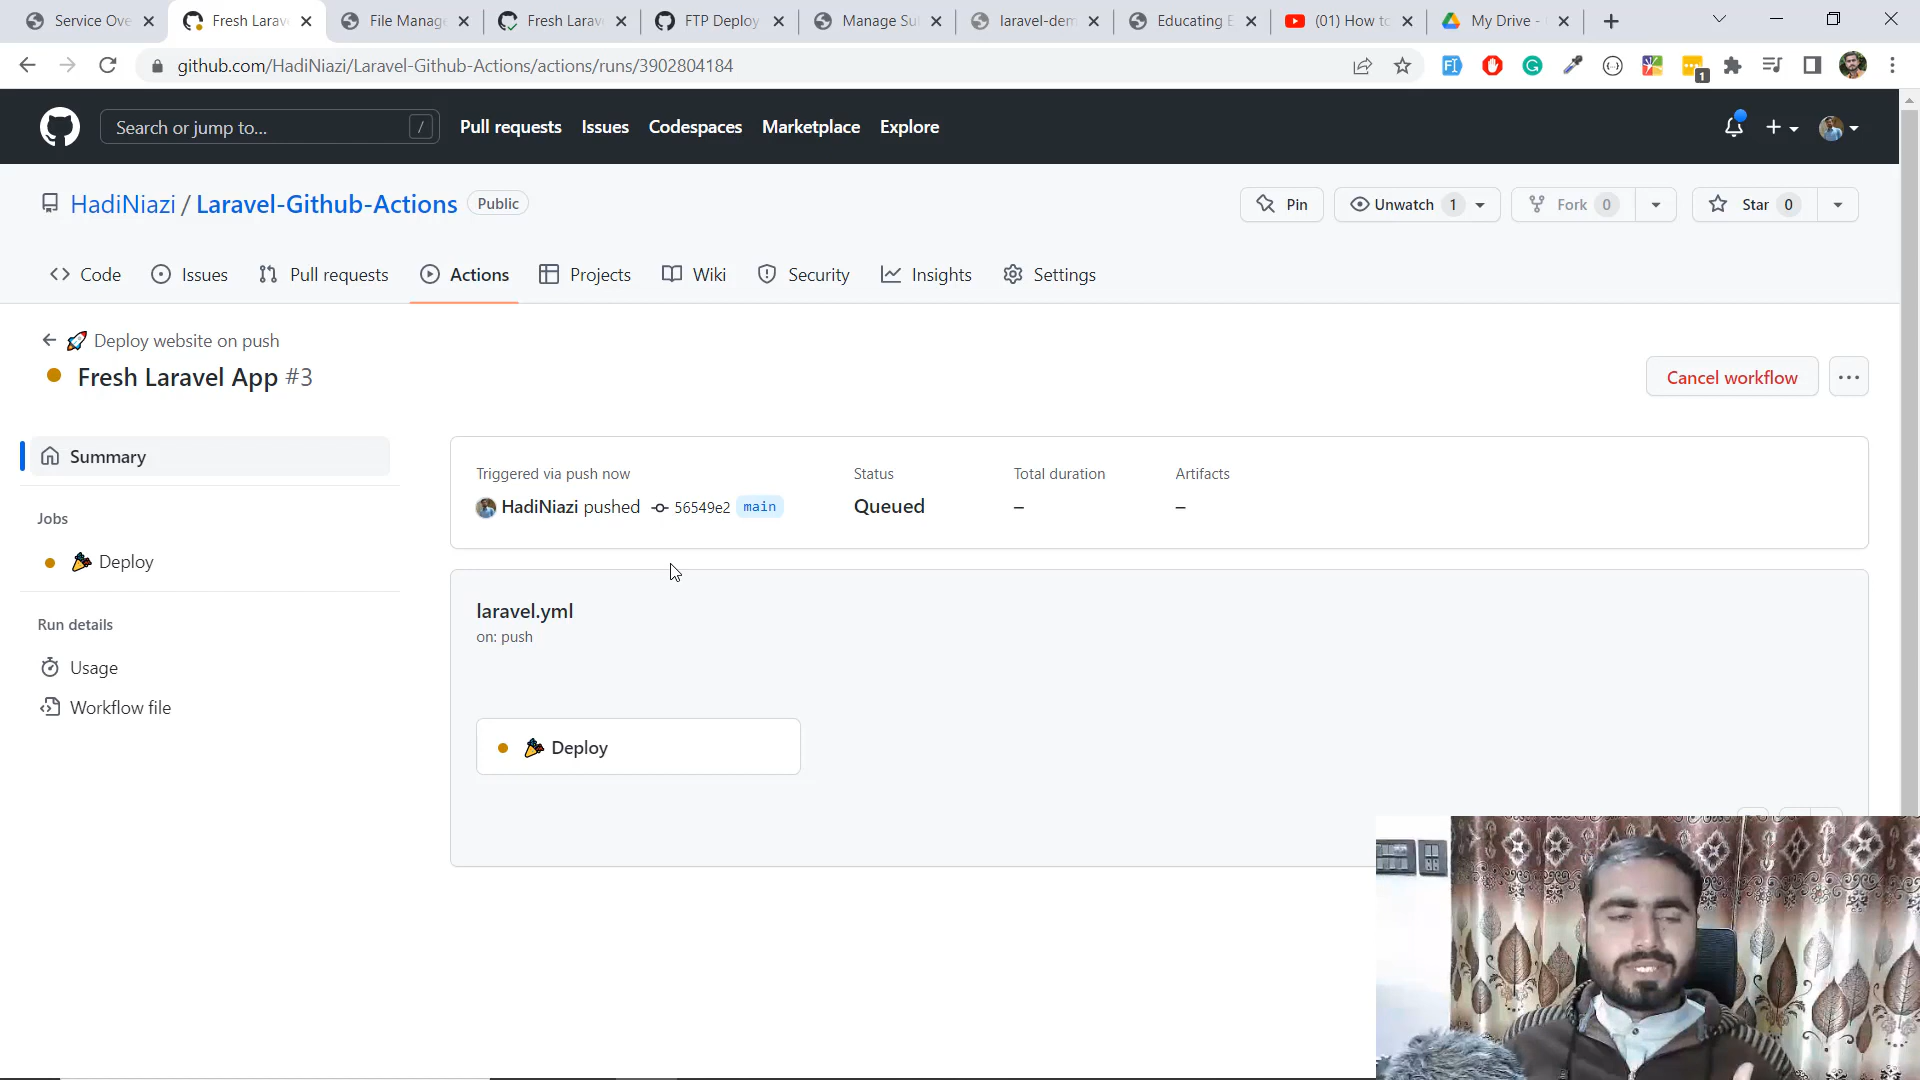 Service Ove
Fresh Larave
File Manage
Fresh Larave
FTP Deploy
Manage Su
laravel-dem
Educating E
(01) How to
My Drive -
github.com/HadiNiazi/Laravel-Github-Actions/actions/runs/3902804184
1
Search or jump to...
/
Pull requests
Issues
Codespaces
Marketplace
Explore
HadiNiazi / Laravel-Github-Actions
Public
Pin
Unwatch 1
Fork 0
Star 0
Code
Issues
Pull requests
Actions
Projects
Wiki
Security
Insights
Settings
Deploy website on push
Fresh Laravel App #3
Cancel workflow
Summary
Jobs
Deploy
Run details
Usage
Workflow file
Triggered via push now
HadiNiazi pushed 56549e2 main
Status
Queued
Total duration
–
Artifacts
–
laravel.yml
on: push
Deploy